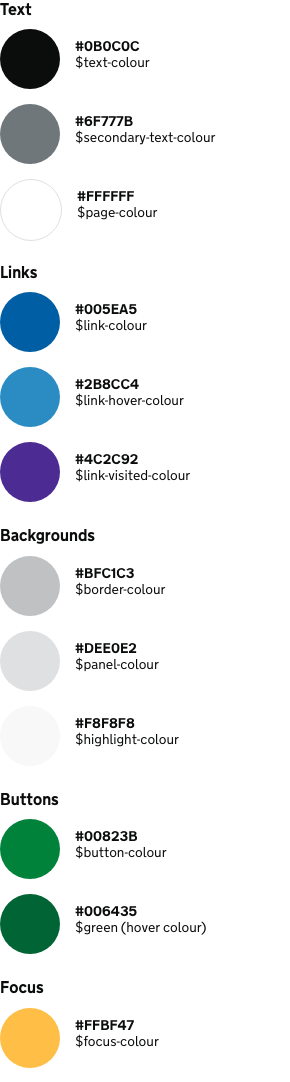 Text
#0B0C0C
$text-colour
#6F777B
$secondary-text-colour
#FFFFFF
$page-colour
Links
#005EA5
$link-colour
#2B8CC4
$link-hover-colour
#4C2C92
$link-visited-colour
Backgrounds
#BFC1C3
$border-colour
#DEE0E2
$panel-colour
#F8F8F8
$highlight-colour
Buttons
#00823B
$button-colour
#006435
$green (hover colour)
Focus
#FFBF47
$focus-colour